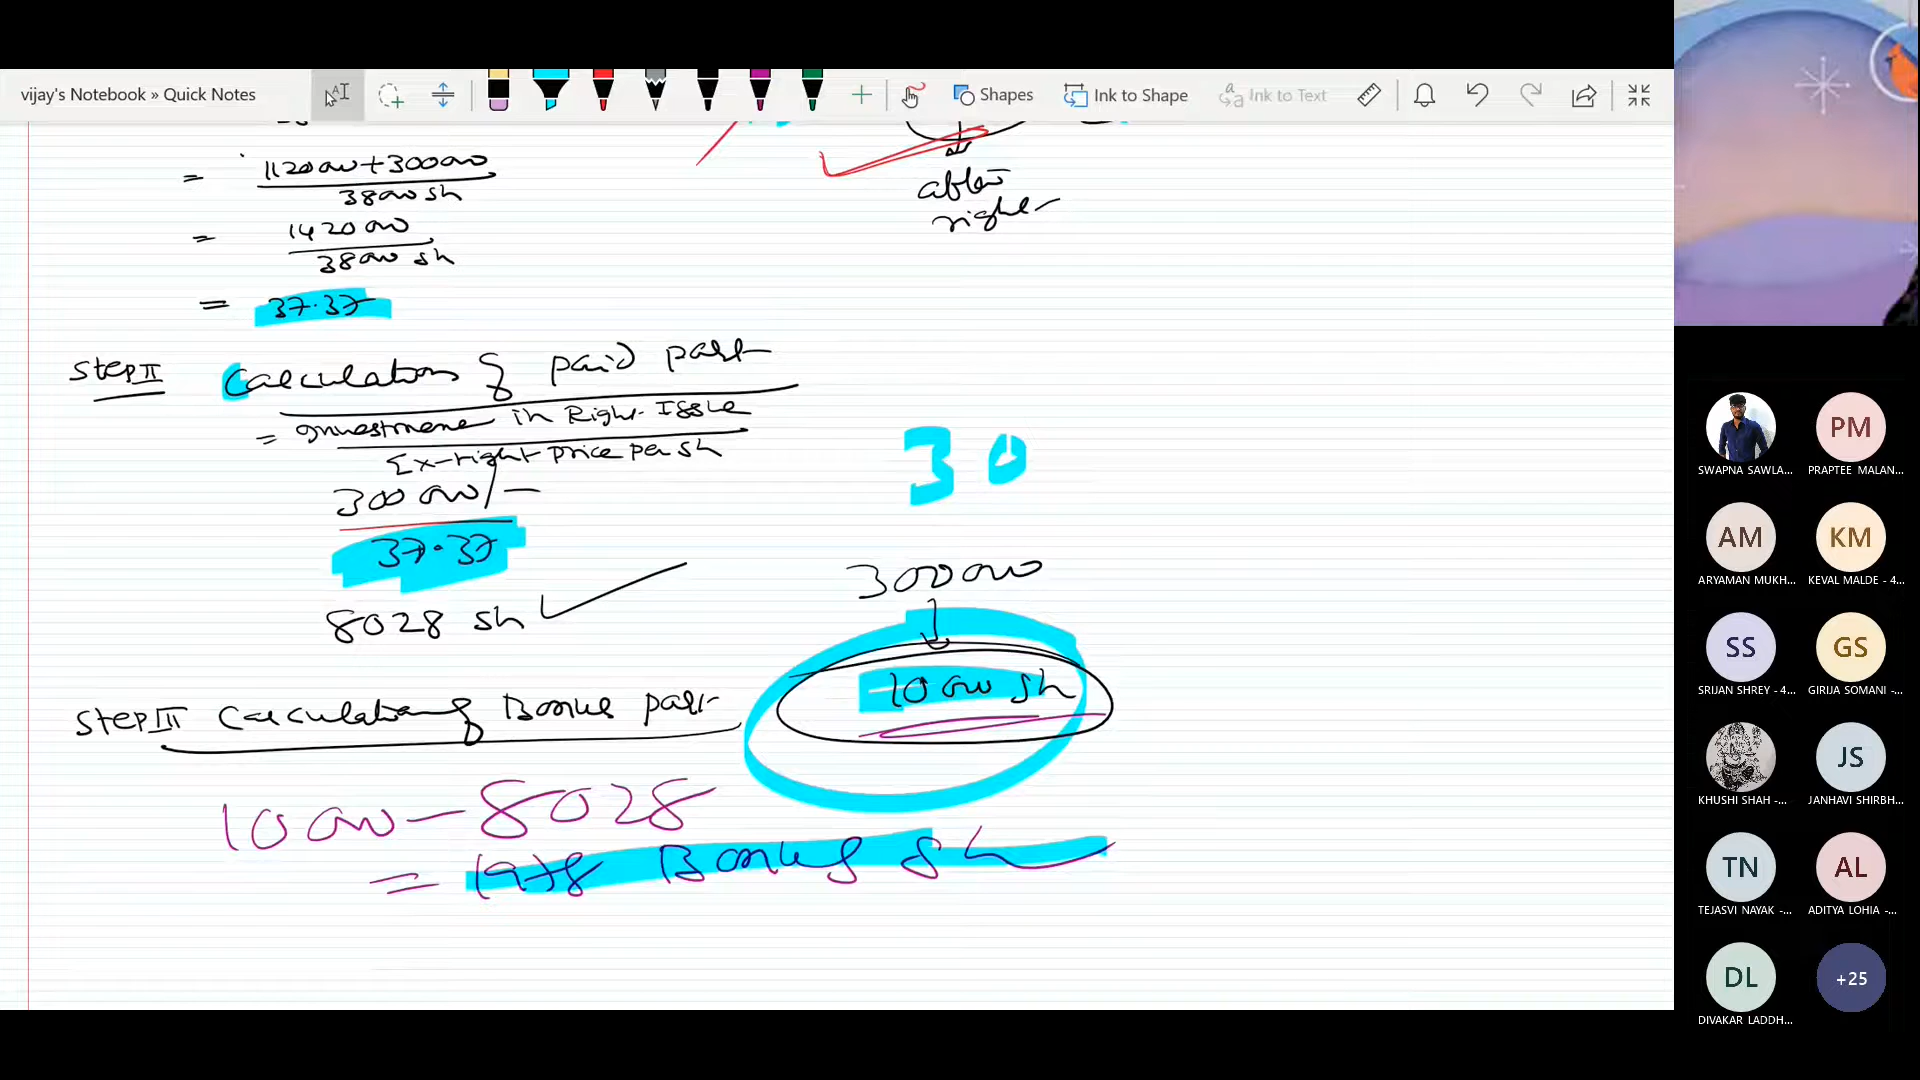 vijay's Notebook » Quick Notes
Shapes
Ink to Shape
Ink to Text
= 1120000+300000
38000 sh
= 1420000
38000 sh
= 37.37
after
right
Step II Calculation of paid part
= Investment in Right Issue
Ex-right price per sh
300000/-
37.37
8028 sh
30
300000
10000 sh
Step III Calculation of Bonus part
10000 - 8028
= 1978 Bonus sh
SWAPNA SAWLA...
PM
PRAPTEE MALAN...
AM
ARYAMAN MUKH...
KM
KEVAL MALDE - 4...
SS
SRIJAN SHREY - 4...
GS
GIRIJA SOMANI -...
KHUSHI SHAH -...
JS
JANHAVI SHIRBH...
TN
TEJASVI NAYAK -...
AL
ADITYA LOHIA -...
DL
DIVAKAR LADDH...
+25